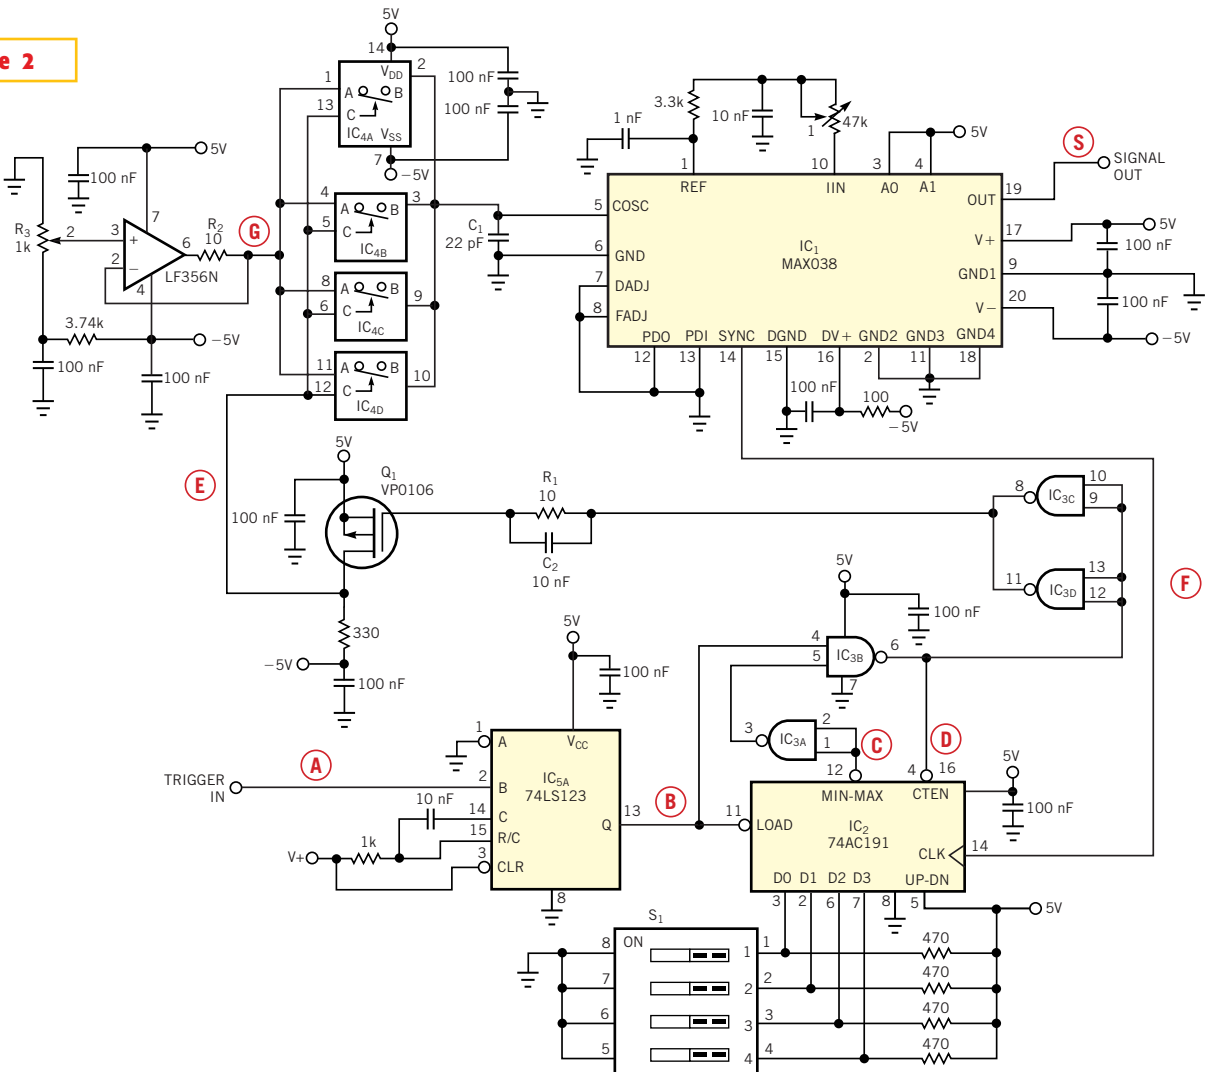 e 2
5V
14
VDD
2
1
A B
13
C
IC4A VSS
7
−5V
100 nF
100 nF
5V
100 nF
R3
1k
2
3
+
2
−
7
6
4
LF356N
R2
10
G
3.74k
−5V
100 nF
100 nF
4
A B
3
5
C
IC4B
8
A B
9
6
C
IC4C
11
A B
10
12
C
IC4D
C1
22 pF
1 nF
3.3k
10 nF
1
47k
5V
S
SIGNAL
OUT
1
REF
10
IIN
3
A0
4
A1
19
OUT
5
COSC
6
GND
7
DADJ
8
FADJ
IC1
MAX038
17
V+
5V
100 nF
9
GND1
100 nF
20
V−
−5V
PDO
PDI
SYNC
DGND
DV+
GND2
GND3
GND4
12
13
14
15
16
2
11
18
100 nF
100
−5V
E
5V
Q1
VP0106
100 nF
330
−5V
100 nF
R1
10
C2
10 nF
8
IC3C
10
9
11
IC3D
13
12
F
5V
100 nF
4
5
IC3B
6
7
3
IC3A
2
1
C
D
5V
100 nF
1
A
VCC
A
TRIGGER
IN
2
B
IC5A
74LS123
10 nF
14
C
15
R/C
V+
1k
3
CLR
8
Q
13
B
11
LOAD
12
MIN-MAX
4
CTEN
16
5V
100 nF
IC2
74AC191
CLK
14
D0 D1 D2 D3
UP-DN
3
2
6
7
8
5
5V
S1
ON
8
7
6
5
1
1
2
2
3
3
4
4
470
470
470
470